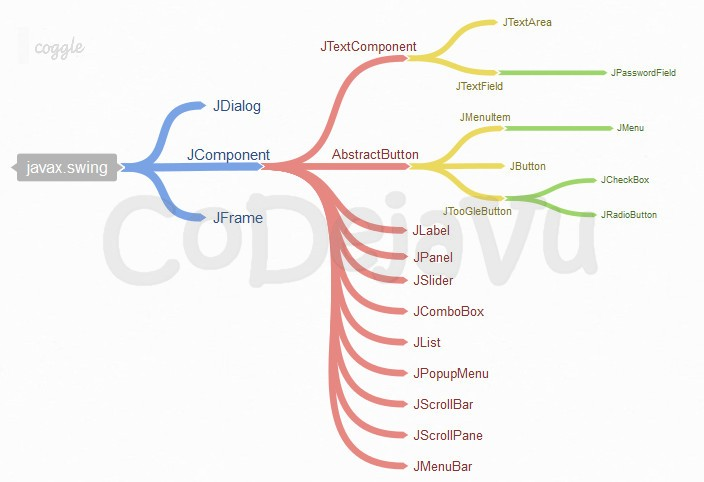 coggle
javax.swing
JDialog
JComponent
JFrame
JTextComponent
JTextArea
JTextField
JPasswordField
AbstractButton
JMenuItem
JMenu
JButton
JTooGleButton
JCheckBox
JRadioButton
JLabel
JPanel
JSlider
JComboBox
JList
JPopupMenu
JScrollBar
JScrollPane
JMenuBar
CoDejaVu